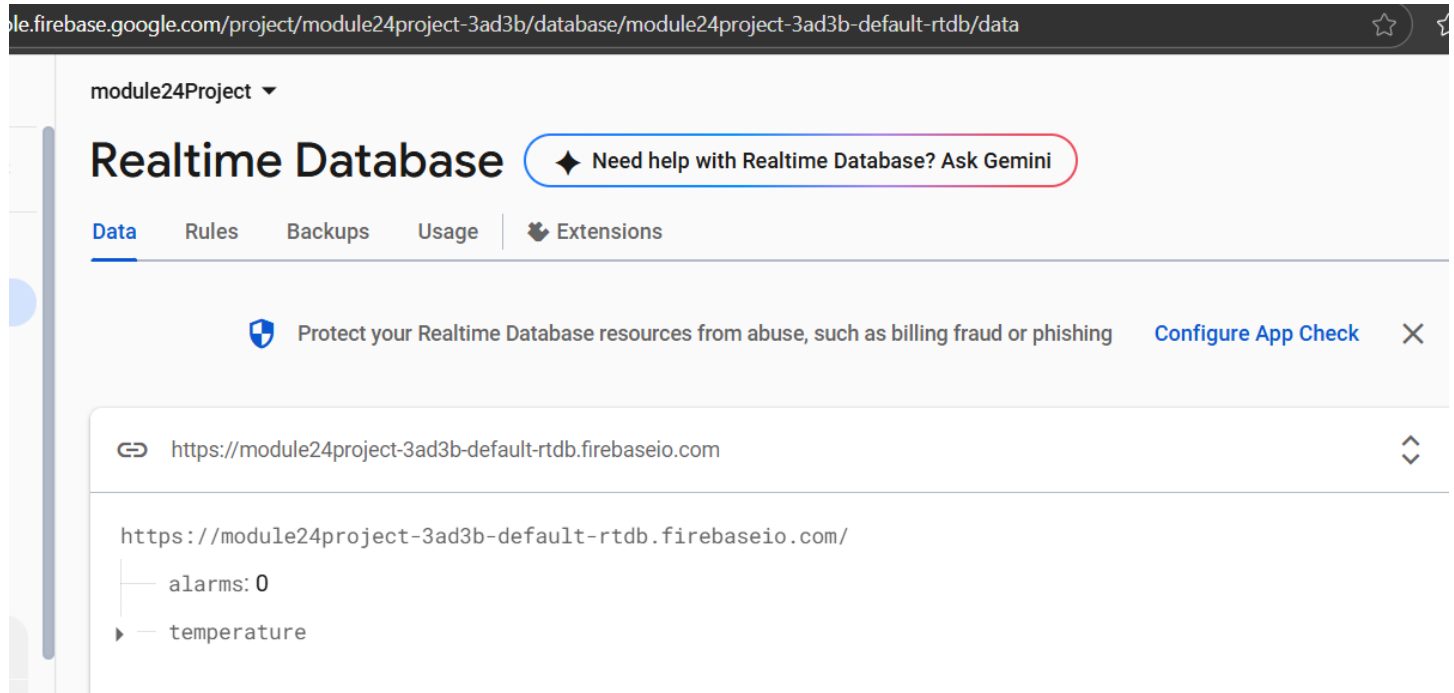 le.firebase.google.com/project/module24project-3ad3b/database/module24project-3ad3b-default-rtdb/data
module24Project
Realtime Database
Need help with Realtime Database? Ask Gemini
Data Rules Backups Usage Extensions
Protect your Realtime Database resources from abuse, such as billing fraud or phishing Configure App Check
https://module24project-3ad3b-default-rtdb.firebaseio.com
https://module24project-3ad3b-default-rtdb.firebaseio.com/
alarms: 0
temperature